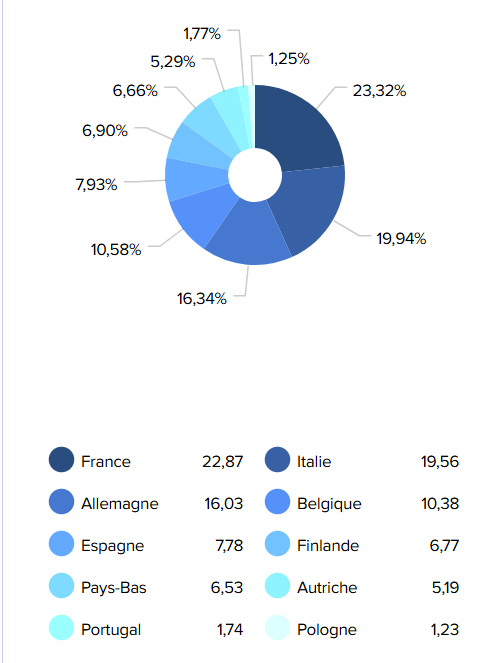 1,77%
1,25%
5,29%
6,66%
23,32%
6,90%
7,93%
19,94%
10,58%
16,34%
France 22,87 Italie 19,56
Allemagne 16,03 Belgique 10,38
Espagne 7,78 Finlande 6,77
Pays-Bas 6,53 Autriche 5,19
Portugal 1,74 Pologne 1,23